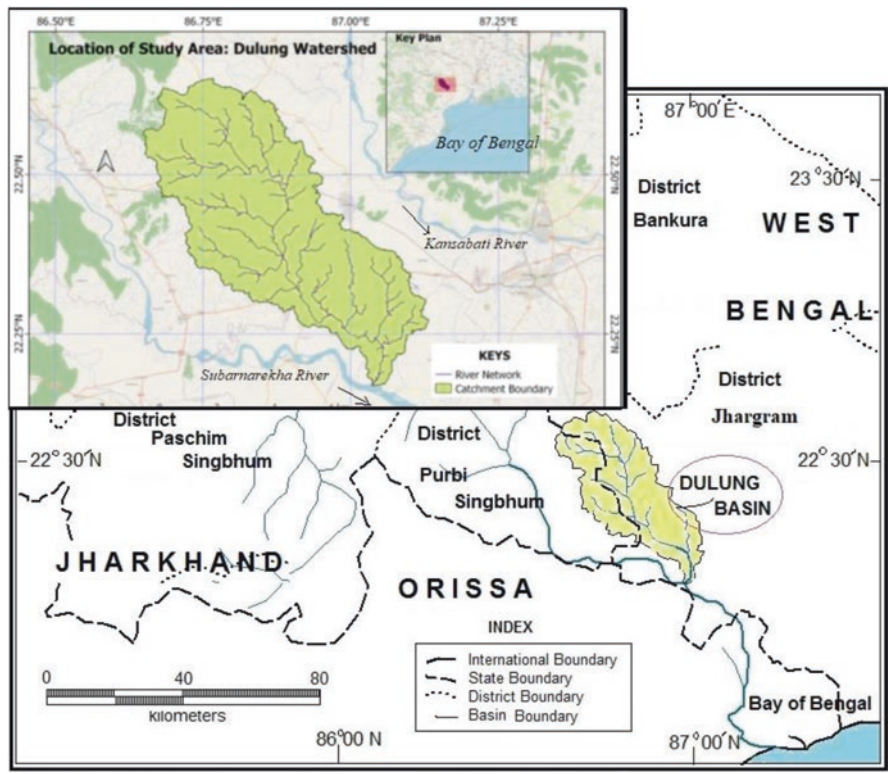 86.50°E 86.75°E 87.00°E 87.25°E
Location of Study Area: Dulung Watershed
Key Plan
Bay of Bengal
22.50°N
22.50°N
Kansabati River
22.25°N
22.25°N
Subarnarekha River
KEYS
River Network
Catchment Boundary
87°00 E
23°30′N
District
Bankura
WEST
BENGAL
District
Jhargram
District
Paschim
Singbhum
22°30′N
District
Purbi
Singbhum
22°30′N
DULUNG
BASIN
JHARKHAND
ORISSA
INDEX
International Boundary
State Boundary
District Boundary
Basin Boundary
0 40 80
kilometers
Bay of Bengal
86°00 N
87°00′N